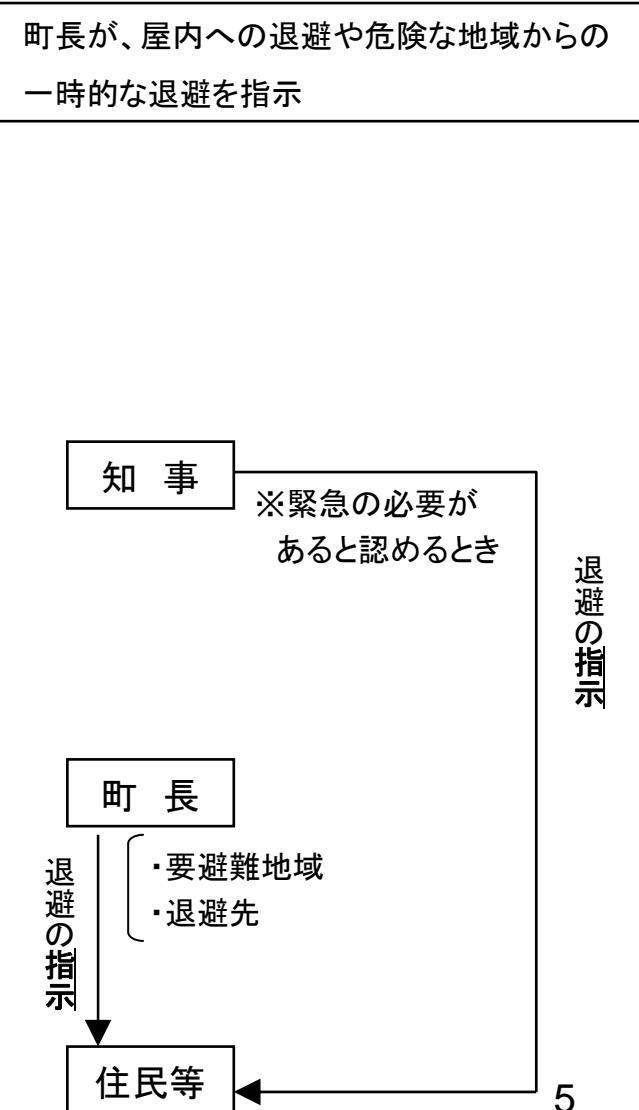 町長が、屋内への退避や危険な地域からの
一時的な退避を指示
知 事
※緊急の必要が
あると認めるとき
退避の指示
町 長
・要避難地域
・退避先
退避の指示
住民等
5